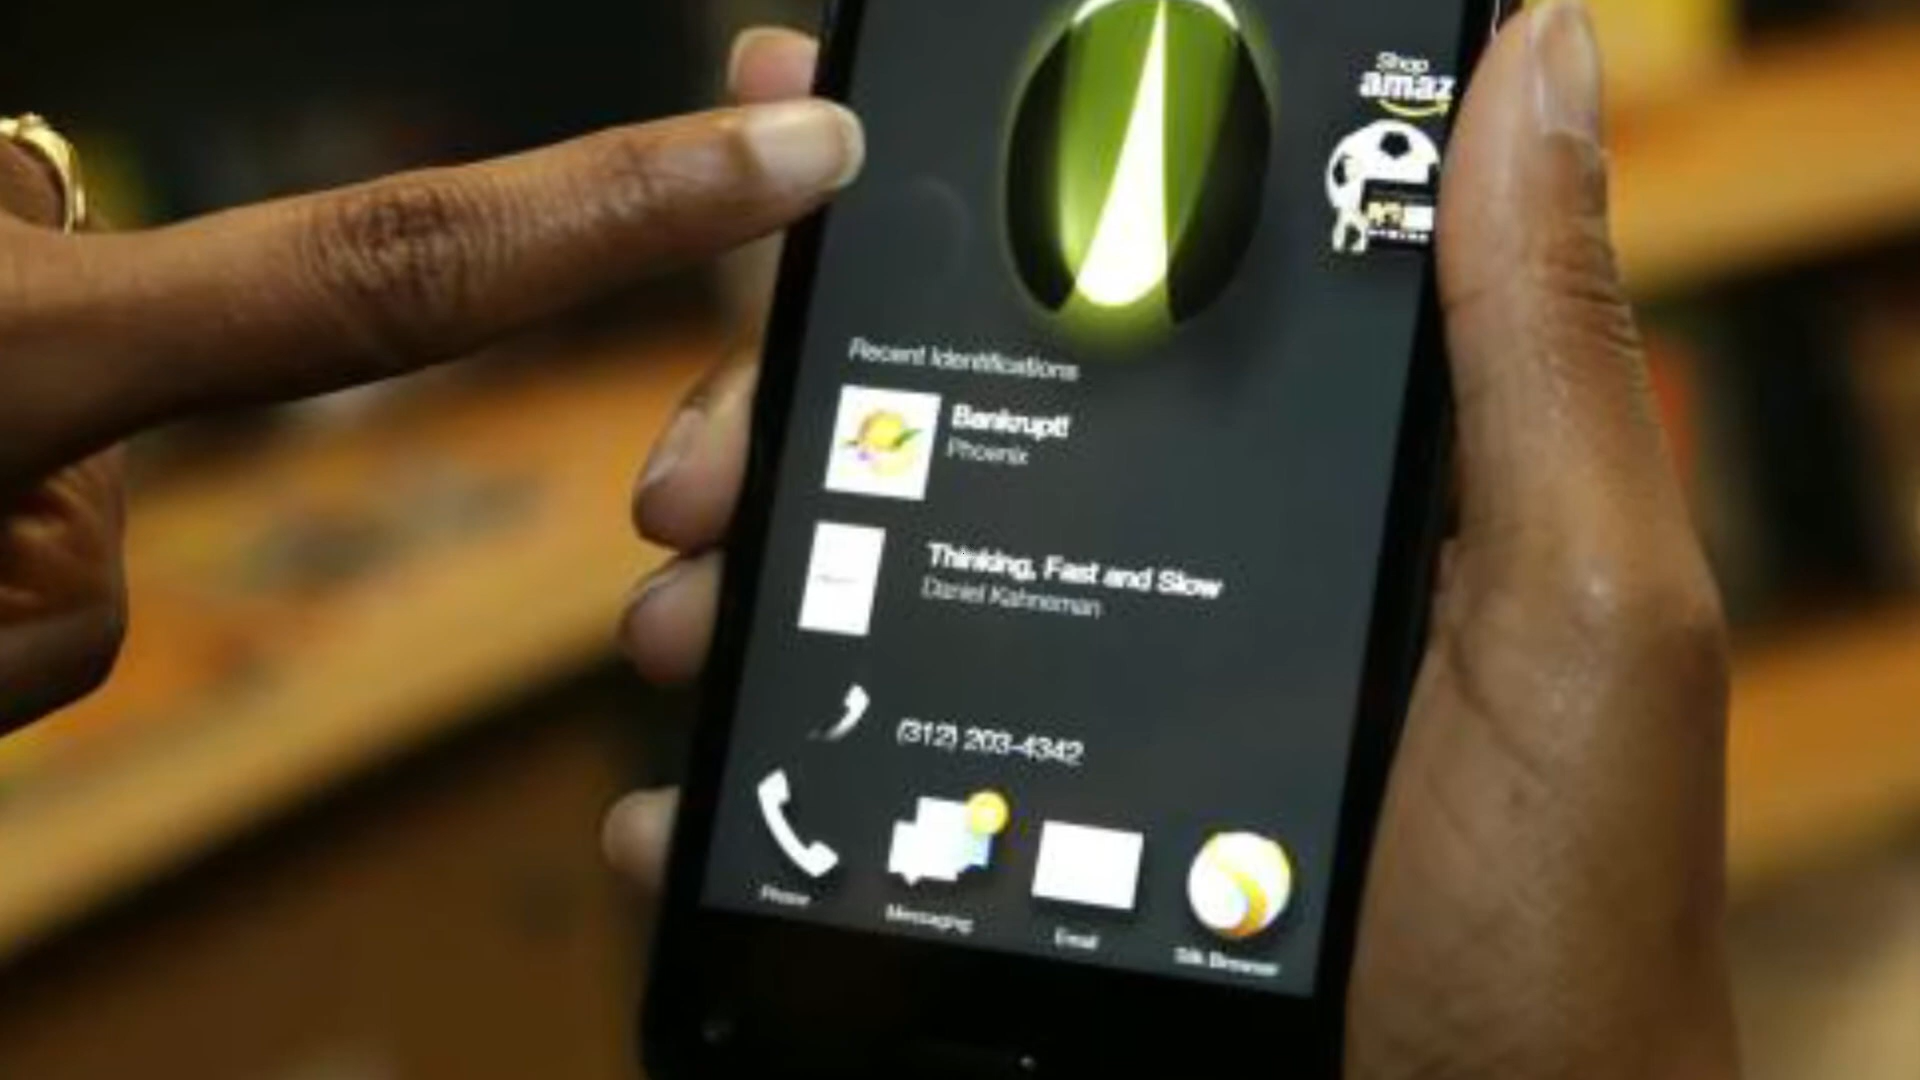 Shop
amaz
Recent Identifications
Bankrupt!
Phoenix
Thinking, Fast and Slow
Daniel Kahneman
(312) 203-4342
Phone
Messaging
Email
Silk Browser